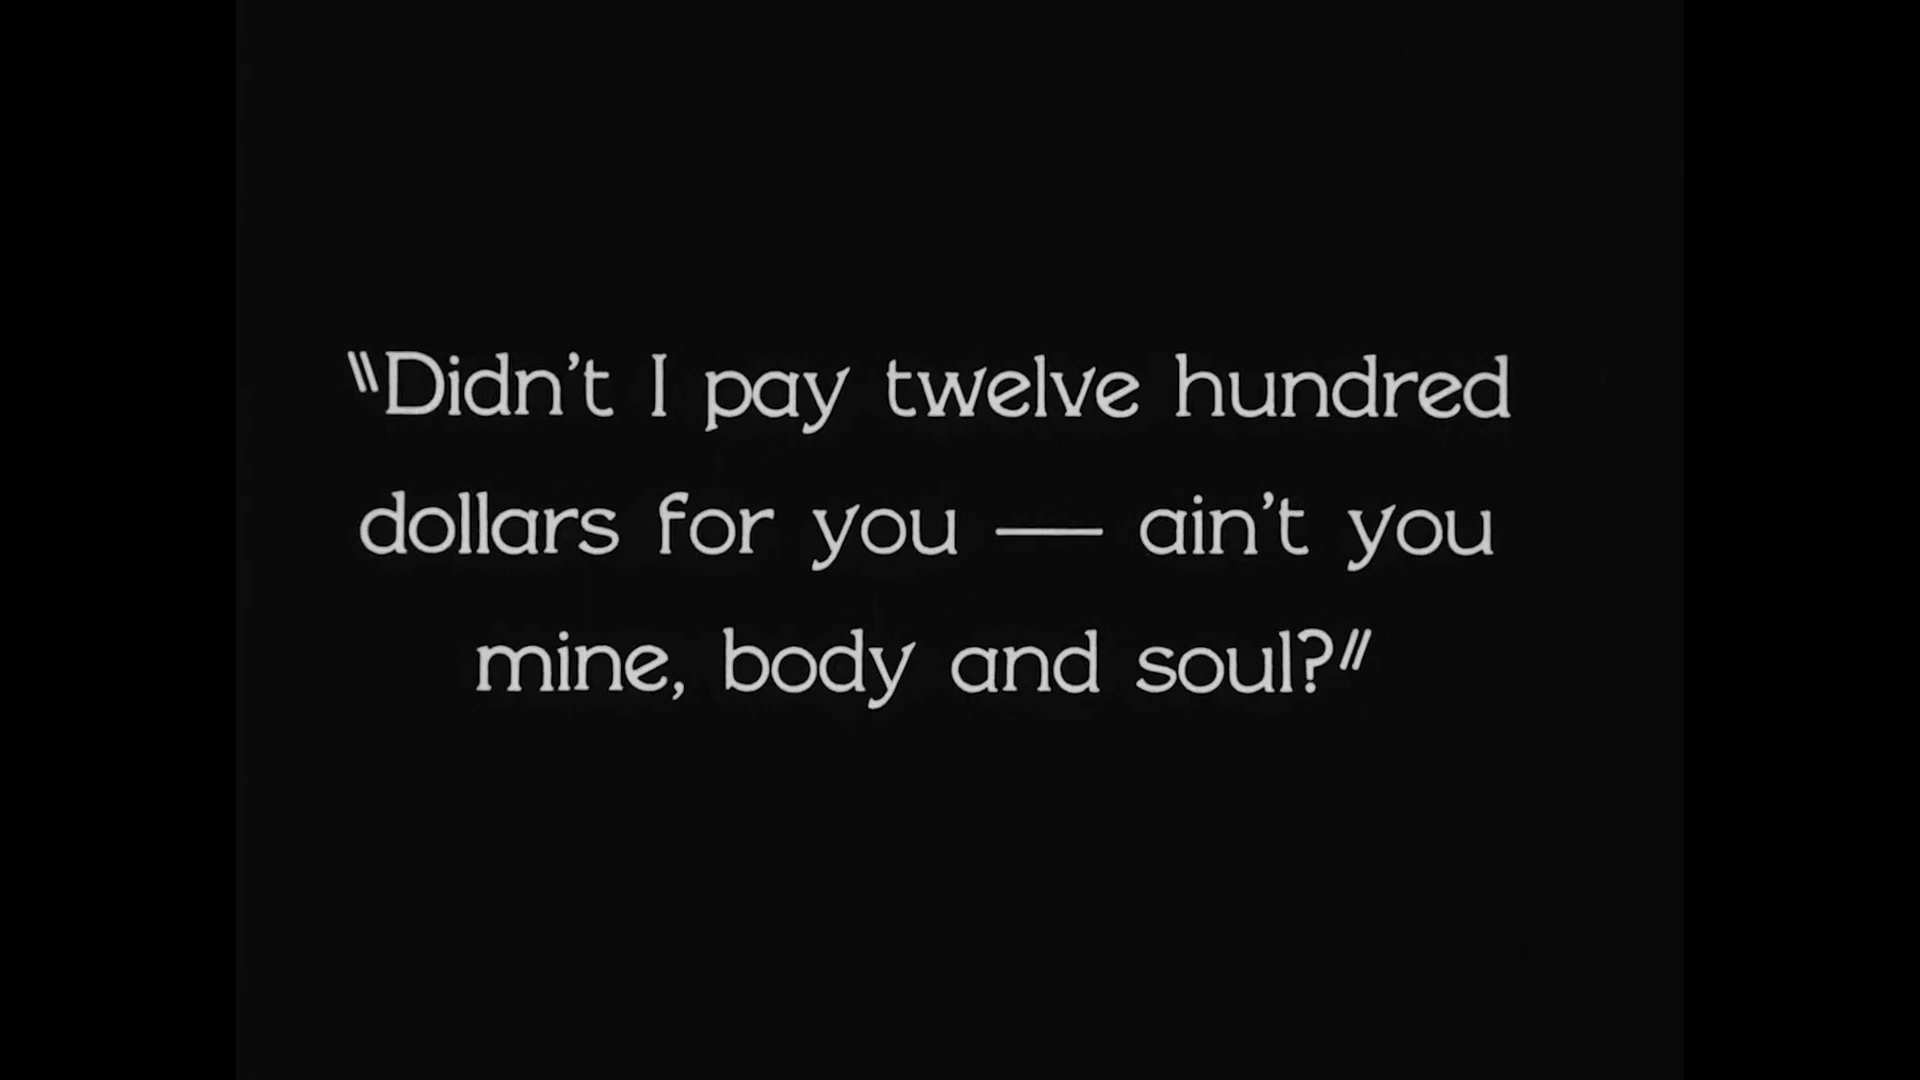 "Didn't I pay twelve hundred
dollars for you — ain't you
mine, body and soul?"